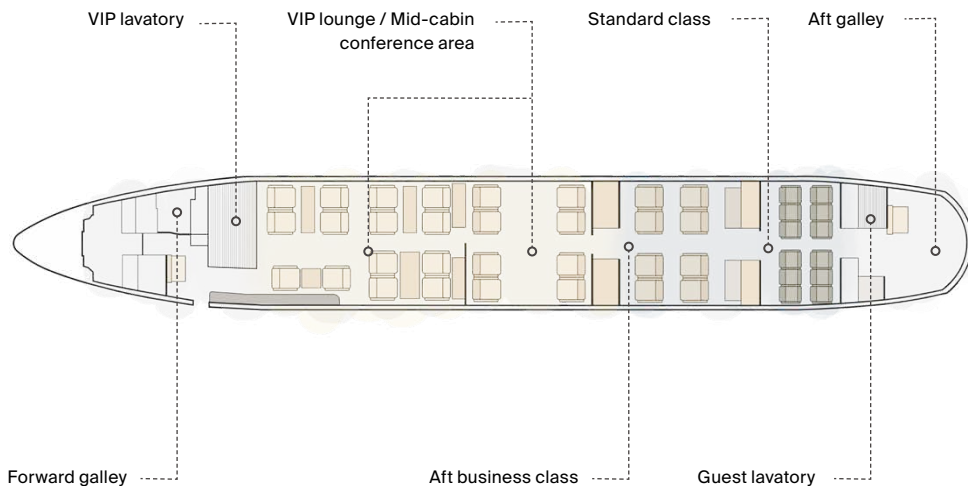 VIP lavatory
VIP lounge / Mid-cabin
conference area
Standard class
Aft galley
Forward galley
Aft business class
Guest lavatory